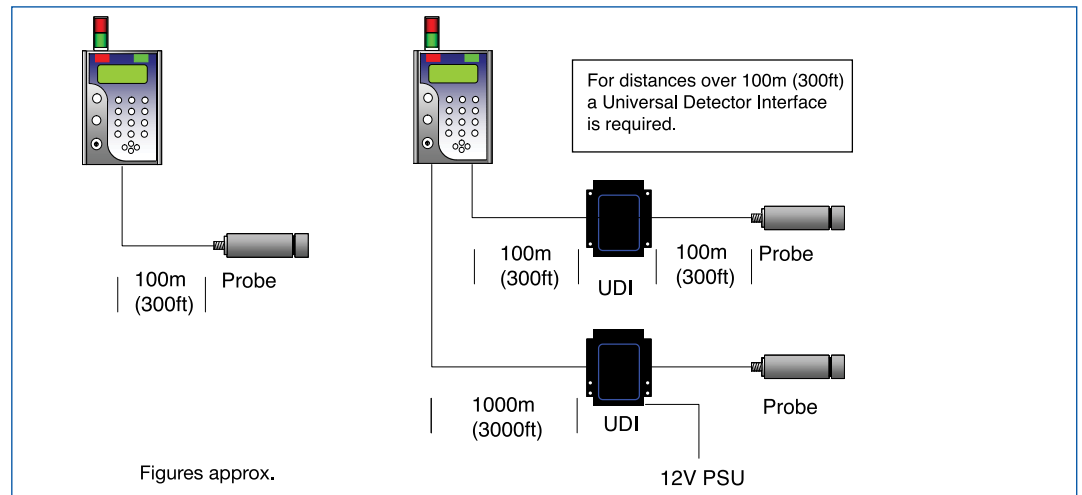 For distances over 100m (300ft)
a Universal Detector Interface
is required.
100m
(300ft)
Probe
100m
(300ft)
UDI
100m
(300ft)
Probe
1000m
(3000ft)
UDI
Probe
12V PSU
Figures approx.